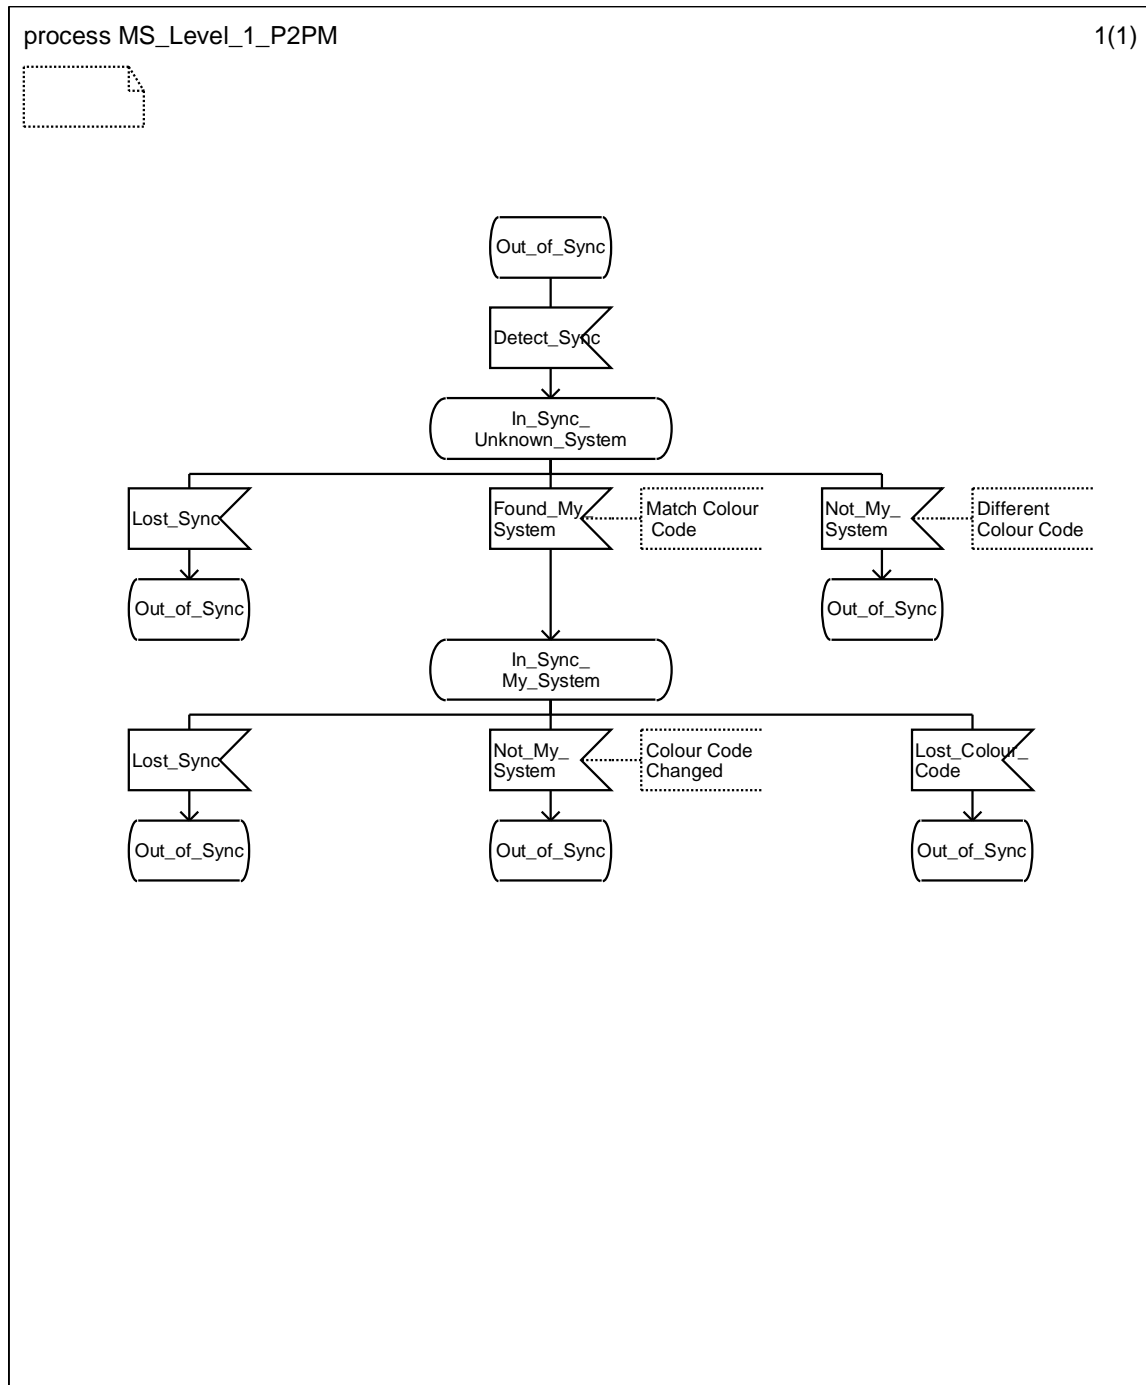 process MS_Level_1_P2PM
1(1)
Out_of_Sync
Detect_Sync
In_Sync_
Unknown_System
Lost_Sync
Found_My_
System
Match Colour
Code
Not_My_
System
Different
Colour Code
Out_of_Sync
Out_of_Sync
In_Sync_
My_System
Lost_Sync
Not_My_
System
Colour Code
Changed
Lost_Colour_
Code
Out_of_Sync
Out_of_Sync
Out_of_Sync